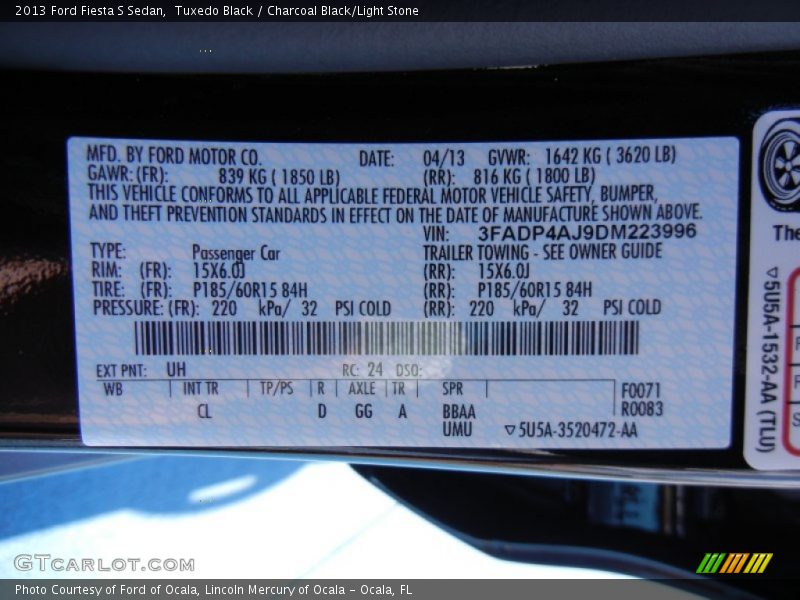 2013 Ford Fiesta S Sedan,  Tuxedo Black / Charcoal Black/Light Stone
MFD. BY FORD MOTOR CO. DATE: 04/13 GVWR: 1642 KG ( 3620 LB)
GAWR: (FR): 839 KG ( 1850 LB) (RR): 816 KG ( 1800 LB)
THIS VEHICLE CONFORMS TO ALL APPLICABLE FEDERAL MOTOR VEHICLE SAFETY, BUMPER,
AND THEFT PREVENTION STANDARDS IN EFFECT ON THE DATE OF MANUFACTURE SHOWN ABOVE.
VIN: 3FADP4AJ9DM223996
TYPE: Passenger Car TRAILER TOWING - SEE OWNER GUIDE
RIM: (FR): 15X6.0J (RR): 15X6.0J
TIRE: (FR): P185/60R15 84H (RR): P185/60R15 84H
PRESSURE: (FR): 220 kPa/ 32 PSI COLD (RR): 220 kPa/ 32 PSI COLD
EXT PNT: UH RC: 24 DSO:
WB INT TR TP/PS R AXLE TR SPR F0071
CL D GG A BBAA R0083
UMU ▽5U5A-3520472-AA
The
▽5U5A-1532-AA (TLU)
GTCARLOT.COM
Photo Courtesy of Ford of Ocala, Lincoln Mercury of Ocala – Ocala, FL